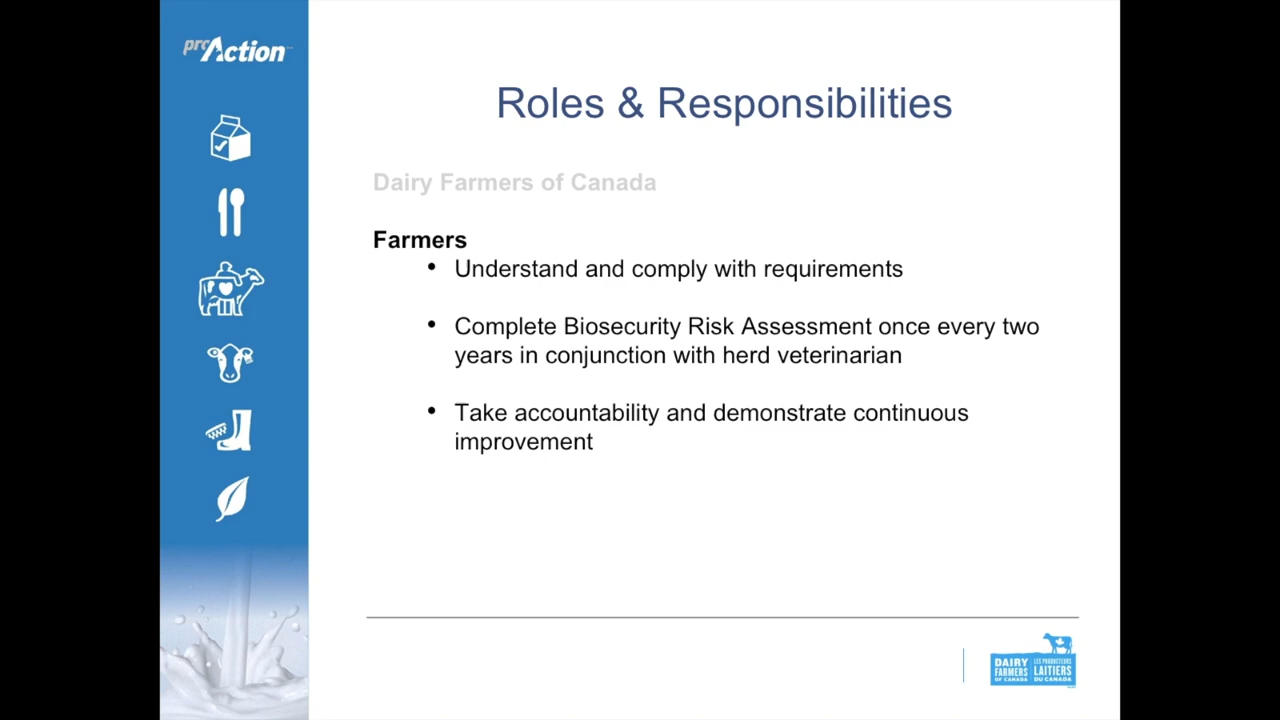 proAction
Roles & Responsibilities
Dairy Farmers of Canada
Farmers
• Understand and comply with requirements
• Complete Biosecurity Risk Assessment once every two
years in conjunction with herd veterinarian
• Take accountability and demonstrate continuous
improvement
DAIRY
FARMERS
OF CANADA
LES PRODUCTEURS
LAITIERS
DU CANADA